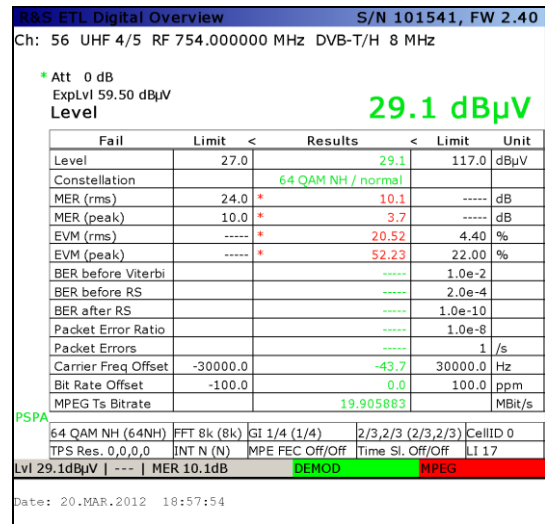 R&S ETL Digital Overview S/N 101541, FW 2.40
Ch: 56 UHF 4/5 RF 754.000000 MHz DVB-T/H 8 MHz
* Att 0 dB
ExpLvl 59.50 dBµV
Level 29.1 dBµV
Fail Limit < Results < Limit Unit
Level 27.0 29.1 117.0 dBµV
Constellation 64 QAM NH / normal
MER (rms) 24.0 * 10.1 ----- dB
MER (peak) 10.0 * 3.7 ----- dB
EVM (rms) ----- * 20.52 4.40 %
EVM (peak) ----- * 52.23 22.00 %
BER before Viterbi ----- 1.0e-2
BER before RS ----- 2.0e-4
BER after RS ----- 1.0e-10
Packet Error Ratio ----- 1.0e-8
Packet Errors ----- 1 /s
Carrier Freq Offset -30000.0 -43.7 30000.0 Hz
Bit Rate Offset -100.0 0.0 100.0 ppm
MPEG Ts Bitrate 19.905883 MBit/s
PSPA
64 QAM NH (64NH) FFT 8k (8k) GI 1/4 (1/4) 2/3,2/3 (2/3,2/3) CellID 0
TPS Res. 0,0,0,0 INT N (N) MPE FEC Off/Off Time Sl. Off/Off LI 17
Lvl 29.1dBµV | --- | MER 10.1dB DEMOD MPEG
Date: 20.MAR.2012 18:57:54